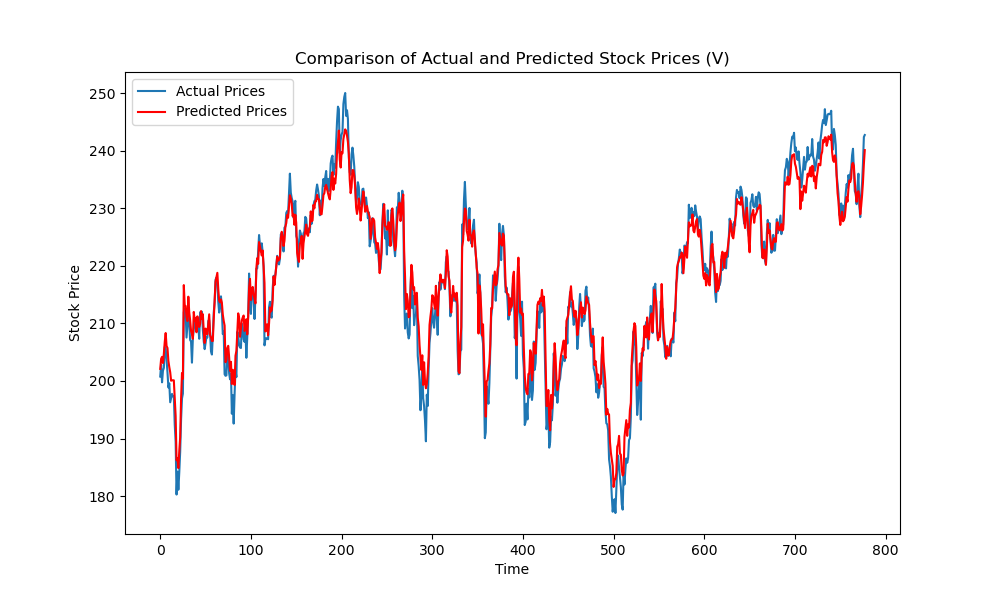 Comparison of Actual and Predicted Stock Prices (V)
Actual Prices
Predicted Prices
250
240
230
220
210
200
190
180
Stock Price
0 100 200 300 400 500 600 700 800
Time